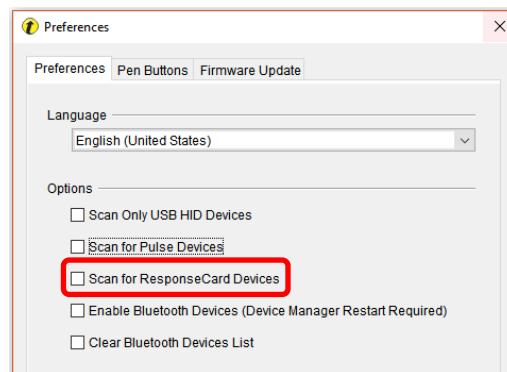 Preferences
Preferences Pen Buttons Firmware Update
Language
English (United States)
Options
Scan Only USB HID Devices
Scan for Pulse Devices
Scan for ResponseCard Devices
Enable Bluetooth Devices (Device Manager Restart Required)
Clear Bluetooth Devices List